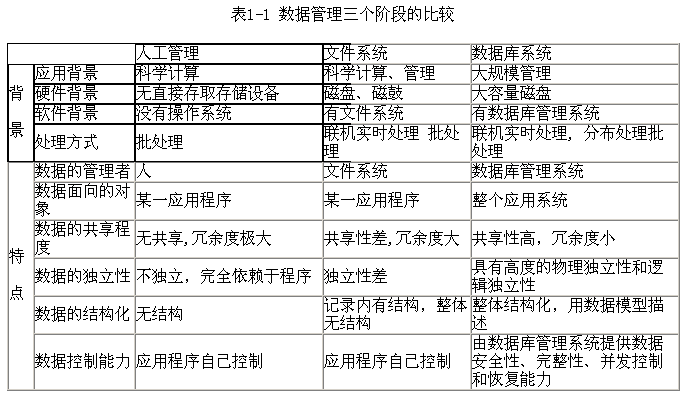 表1-1 数据管理三个阶段的比较
人工管理 文件系统 数据库系统
背景
应用背景 科学计算 科学计算、管理 大规模管理
硬件背景 无直接存取存储设备 磁盘、磁鼓 大容量磁盘
软件背景 没有操作系统 有文件系统 有数据库管理系统
处理方式 批处理 联机实时处理 批处
理 联机实时处理, 分布处理批
处理
特点
数据的管理者 人 文件系统 数据库管理系统
数据面向的对
象 某一应用程序 某一应用程序 整个应用系统
数据的共享程
度 无共享,冗余度极大 共享性差,冗余度大 共享性高，冗余度小
数据的独立性 不独立，完全依赖于程序 独立性差 具有高度的物理独立性和逻
辑独立性
数据的结构化 无结构 记录内有结构，整体
无结构 整体结构化，用数据模型描
述
数据控制能力 应用程序自己控制 应用程序自己控制 由数据库管理系统提供数据
安全性、完整性、并发控制
和恢复能力